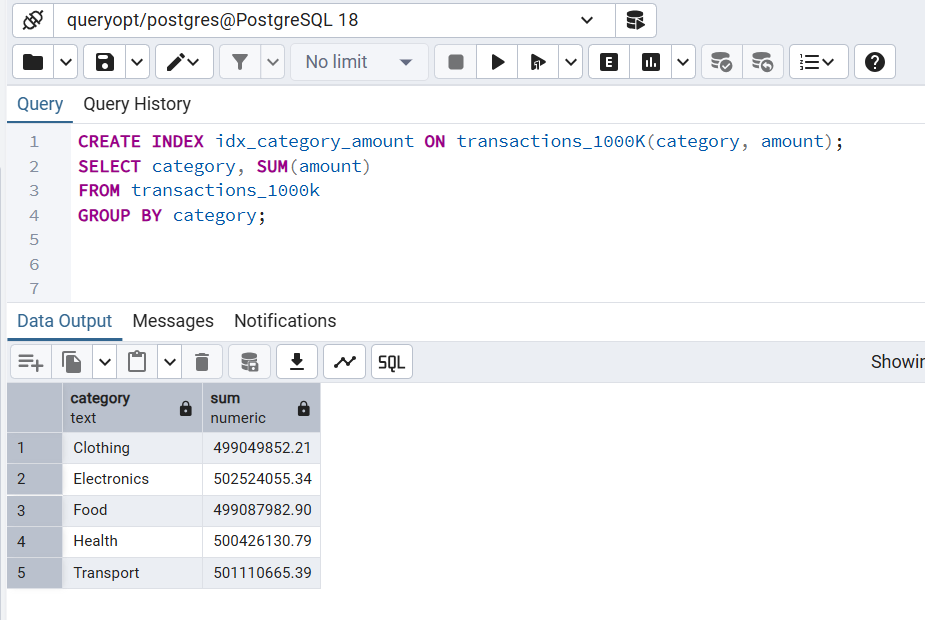 queryopt/postgres@PostgreSQL 18
No limit
E
Query Query History
1 CREATE INDEX idx_category_amount ON transactions_1000K(category, amount);
2 SELECT category, SUM(amount)
3 FROM transactions_1000k
4 GROUP BY category;
5
6
7
Data Output Messages Notifications
SQL
Showin
category sum
text numeric
1 Clothing 499049852.21
2 Electronics 502524055.34
3 Food 499087982.90
4 Health 500426130.79
5 Transport 501110665.39